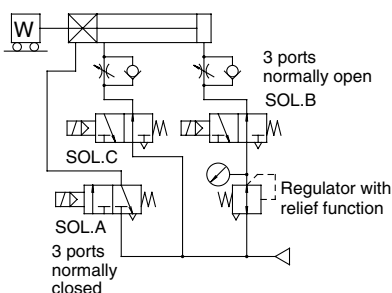 W
3 ports
normally open
SOL.B
SOL.C
Regulator with
relief function
SOL.A
3 ports
normally
closed